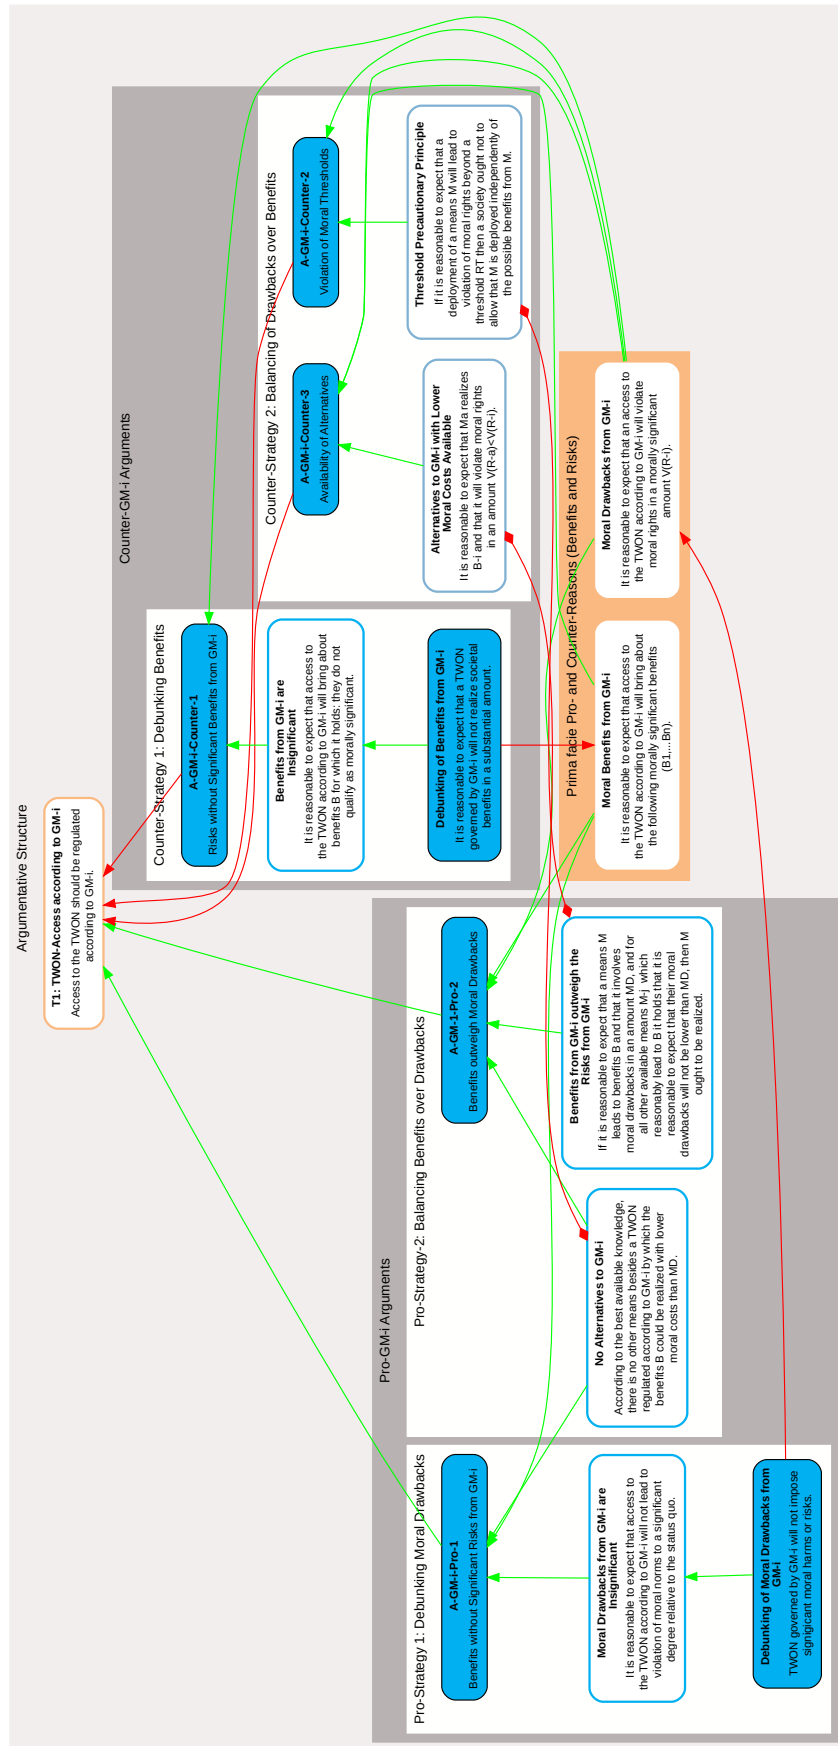 Argumentative Structure
T1: TWON-Access according to GM-i
Access to the TWON should be regulated
according to GM-i.
Pro-GM-i Arguments
Pro-Strategy 1: Debunking Moral Drawbacks
A-GM-i-Pro-1
Benefits without Significant Risks from GM-i
Moral Drawbacks from GM-i are
Insignificant
It is reasonable to expect that access to
the TWON according to GM-i will not lead to
violation of moral norms to a significant
degree relative to the status quo.
Debunking of Moral Drawbacks from
GM-i
TWON governed by GM-i will not impose
signigicant moral harms or risks.
Pro-Strategy-2: Balancing Benefits over Drawbacks
A-GM-1-Pro-2
Benefits outweigh Moral Drawbacks
No Alternatives to GM-i
According to the best available knowledge,
there is no other means besides a TWON
regulated according to GM-i by which the
benefits B could be realized with lower
moral costs than MD.
Benefits from GM-i outweigh the
Risks from GM-i
If it is reasonable to expect that a means M
leads to benefits B and that it involves
moral drawbacks in an amount MD, and for
all other available means M-i, which
reasonably lead to B it holds that it is
reasonable to expect that their moral
drawbacks will not be lower than MD, then M
ought to be realized.
Counter-GM-i Arguments
Counter-Strategy 1: Debunking Benefits
A-GM-i-Counter-1
Risks without Significant Benefits from GM-i
Benefits from GM-i are
Insignificant
It is reasonable to expect that access to
the TWON according to GM-i will bring about
benefits B for which it holds: they do not
qualify as morally significant.
Debunking of Benefits from GM-i
It is reasonable to expect that a TWON
governed by GM-i will not realize societal
benefits in a substantial amount.
Counter-Strategy 2: Balancing of Drawbacks over Benefits
A-GM-i-Counter-3
Availability of Alternatives
A-GM-i-Counter-2
Violation of Moral Thresholds
Alternatives to GM-i with Lower
Moral Costs Available
It is reasonable to expect that Ma realizes
B-i and that it will violate moral rights
in an amount V(R-a)<V(R-i).
Threshold Precautionary Principle
If it is reasonable to expect that a
deployment of a means M will lead to
violation of moral rights beyond a
threshold RT then a society ought not to
allow that M is deployed independently of
the possible benefits from M.
Prima facie Pro- and Counter-Reasons (Benefits and Risks)
Moral Benefits from GM-i
It is reasonable to expect that access to
the TWON according to GM-i will bring about
the following morally significant benefits
(B1,...Bn).
Moral Drawbacks from GM-i
It is reasonable to expect that an access to
the TWON according to GM-i will violate
moral rights in a morally significant
amount V(R-i).